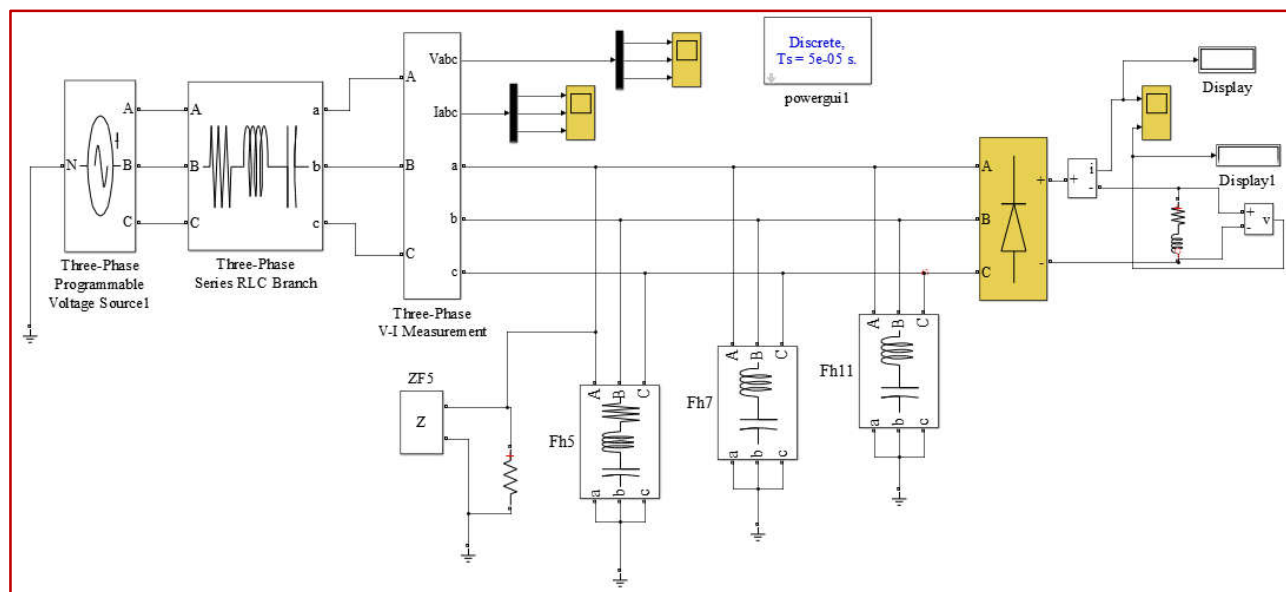 Discrete,
Ts = 5e-05 s.
powergui1
Display
Vabc
A
Iabc
A
A
a
N
B
B
b
B
a
A
i
+
+
-
Display1
C
C
c
b
B
+
-
v
C
c
C
-
Three-Phase
Programmable
Voltage Source1
Three-Phase
Series RLC Branch
Three-Phase
V-I Measurement
A
B
C
Fh11
a
b
c
A
B
C
Fh7
a
b
c
ZF5
Z
A
B
C
Fh5
a
b
c
+